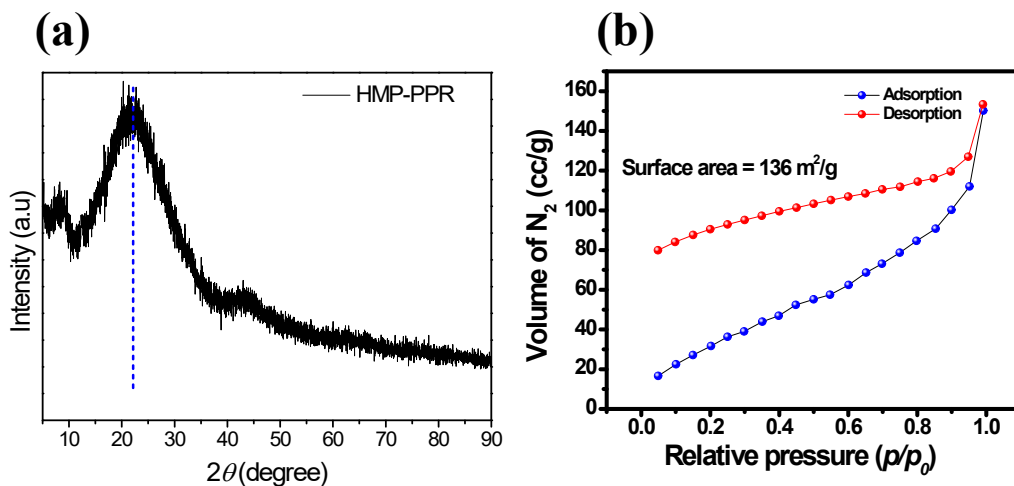 (a)
HMP-PPR
Intensity (a.u)
10 20 30 40 50 60 70 80 90
2θ (degree)
(b)
160
140
120
100
80
60
40
20
0
Adsorption
Desorption
Surface area = 136 m²/g
Volume of N₂ (cc/g)
0.0 0.2 0.4 0.6 0.8 1.0
Relative pressure (p/p₀)